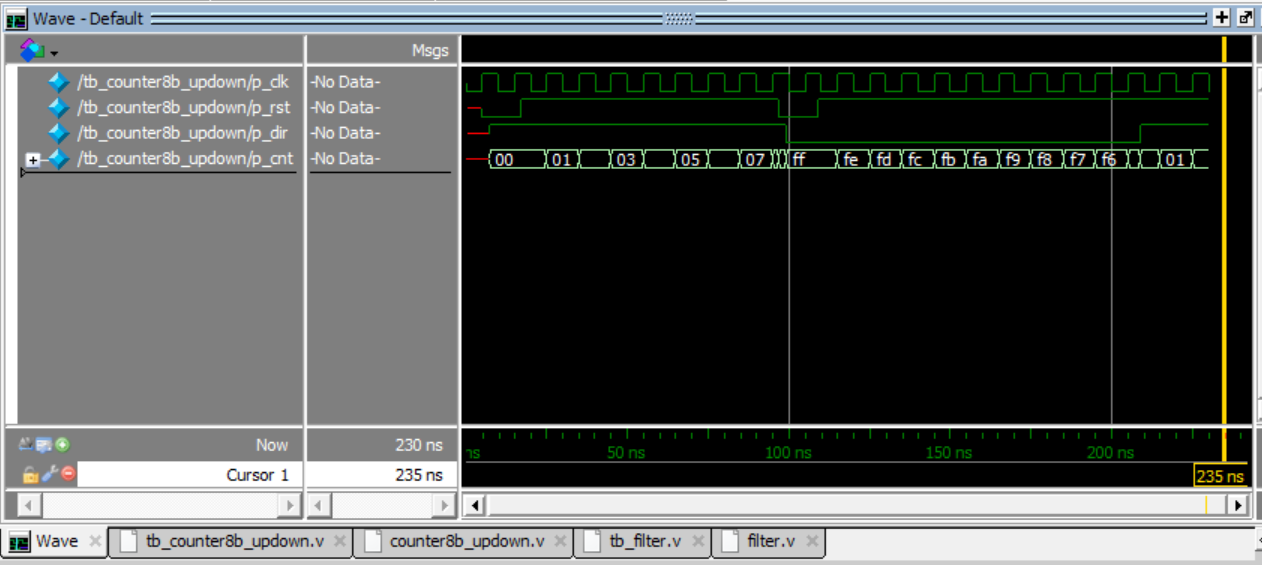 Wave - Default
Msgs
/tb_counter8b_updown/p_clk -No Data-
/tb_counter8b_updown/p_rst -No Data-
/tb_counter8b_updown/p_dir -No Data-
/tb_counter8b_updown/p_cnt -No Data- 00 01 03 05 07 ff fe fd fc fb fa f9 f8 f7 f6 01
Now 230 ns ns 50 ns 100 ns 150 ns 200 ns
Cursor 1 235 ns 235 ns
Wave tb_counter8b_updown.v counter8b_updown.v tb_filter.v filter.v